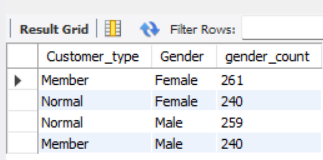 Result Grid Filter Rows:
Customer_type Gender gender_count
Member Female 261
Normal Female 240
Normal Male 259
Member Male 240